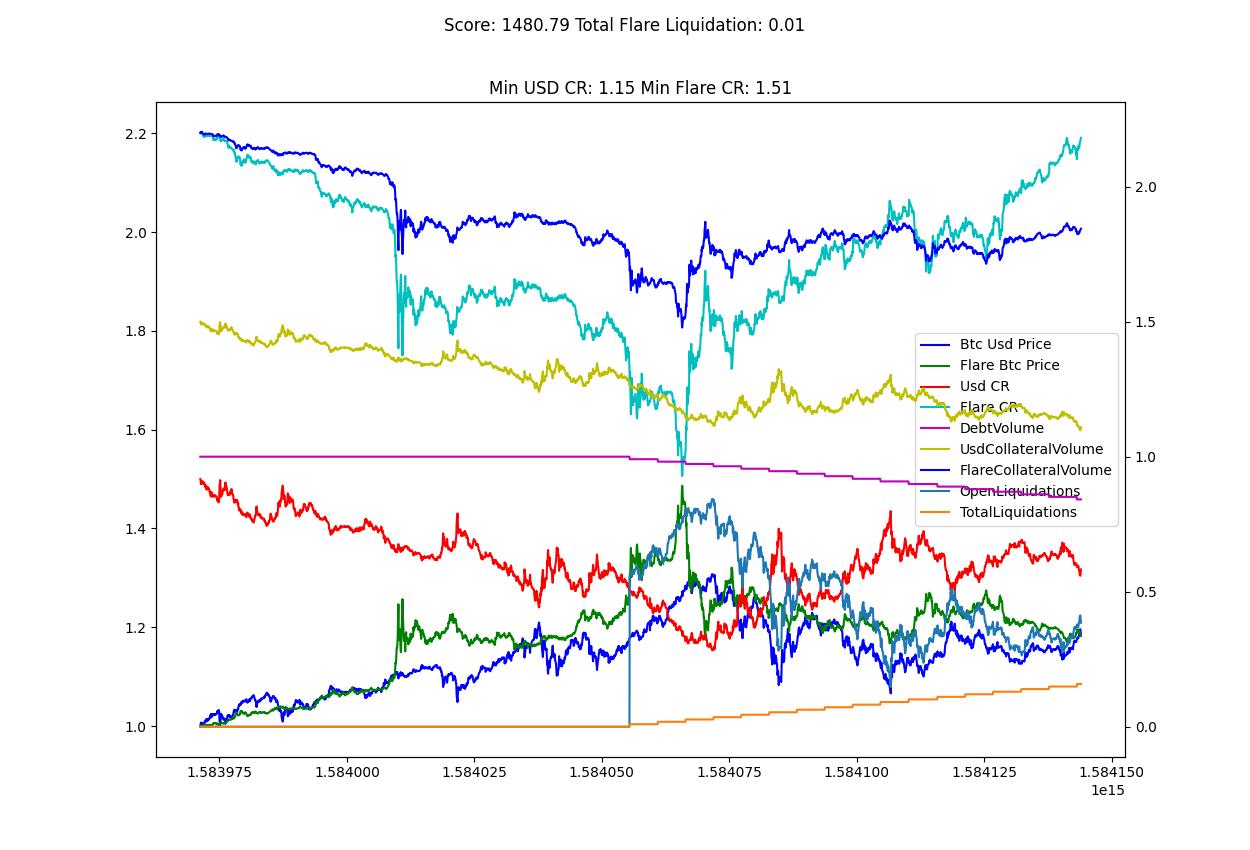 Score: 1480.79 Total Flare Liquidation: 0.01
Min USD CR: 1.15 Min Flare CR: 1.51
2.2
2.0
1.8
1.6
1.4
1.2
1.0
2.0
1.5
1.0
0.5
0.0
Btc Usd Price
Flare Btc Price
Usd CR
Flare CR
DebtVolume
UsdCollateralVolume
FlareCollateralVolume
OpenLiquidations
TotalLiquidations
1.583975
1.584000
1.584025
1.584050
1.584075
1.584100
1.584125
1.584150
1e15